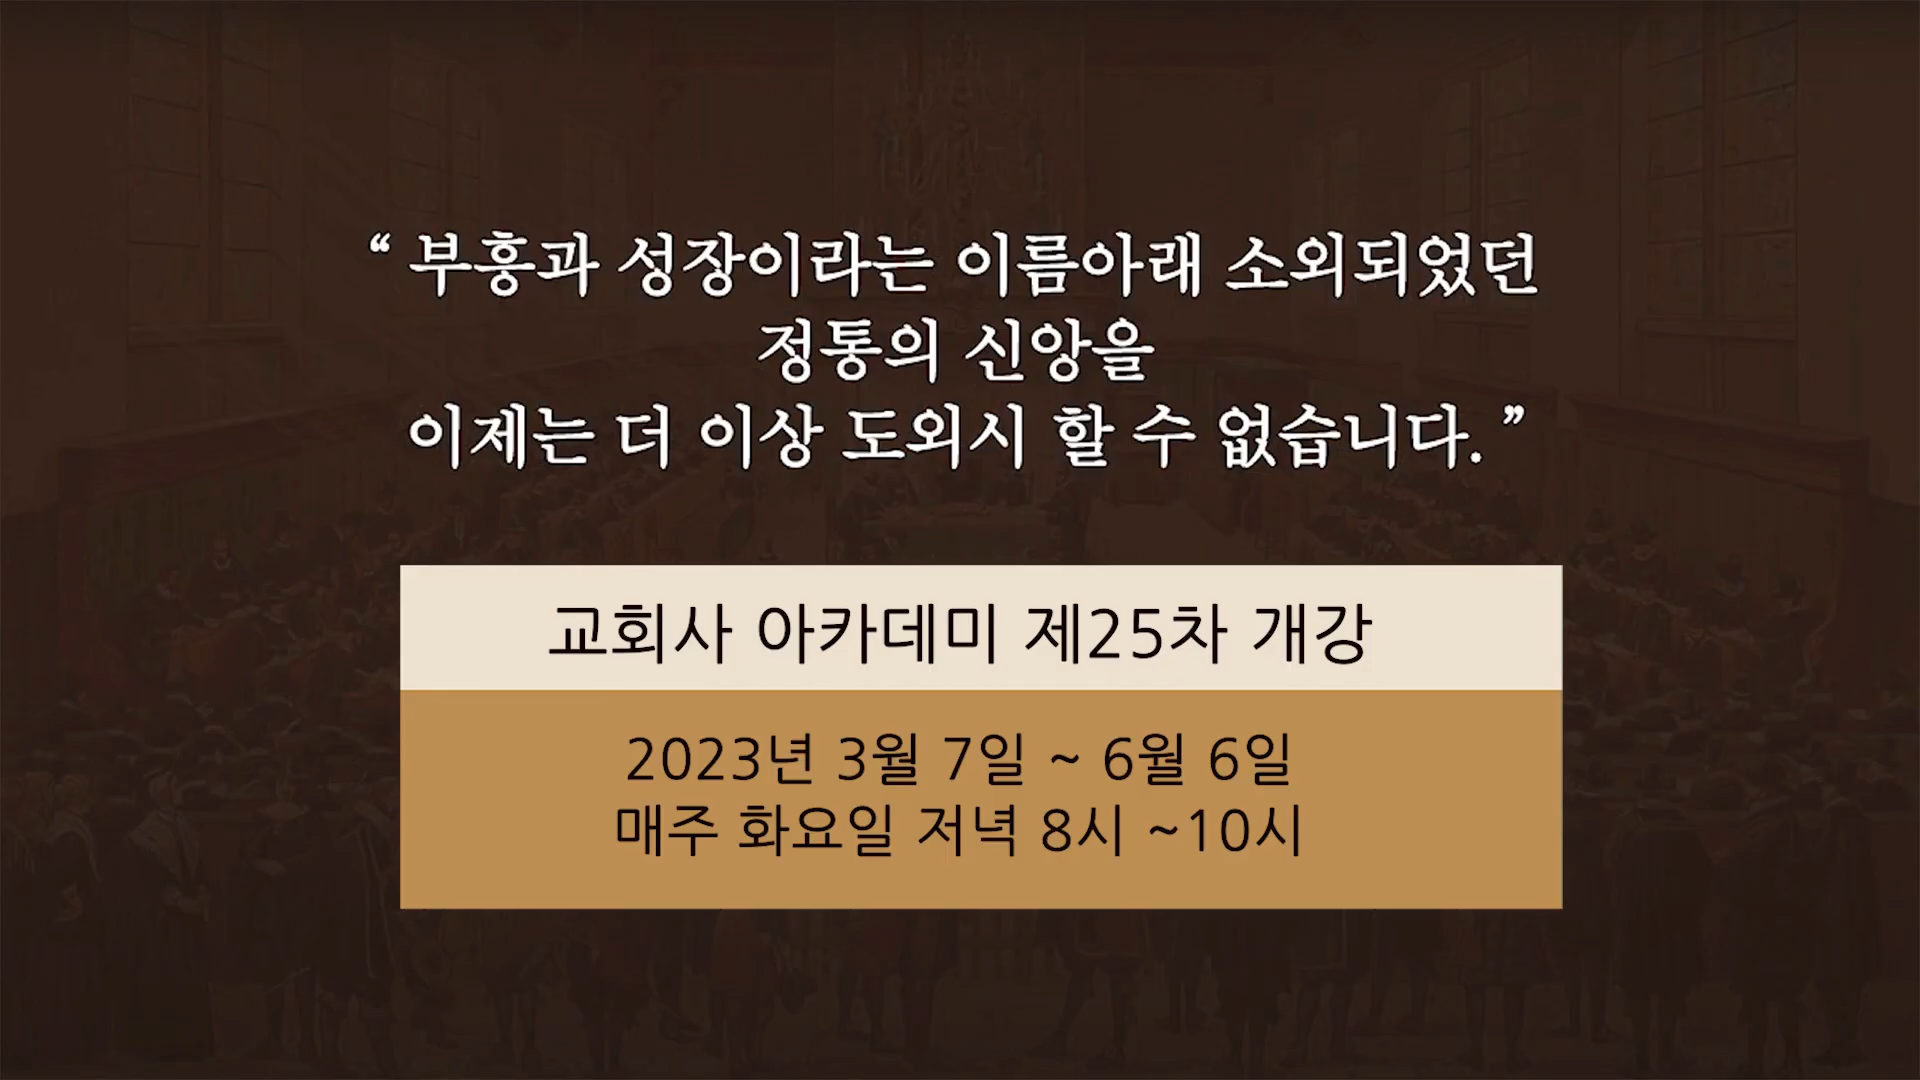 “ 부흥과 성장이라는 이름아래 소외되었던
정통의 신앙을
이제는 더 이상 도외시 할 수 없습니다. ”
교회사 아카데미 제25차 개강
2023년 3월 7일 ~ 6월 6일
매주 화요일 저녁 8시 ~10시